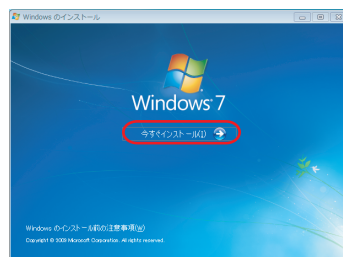 Windows のインストール
Windows 7
今すぐインストール(I)
Windows のインストール前の注意事項(W)
Copyright © 2009 Microsoft Corporation. All rights reserved.